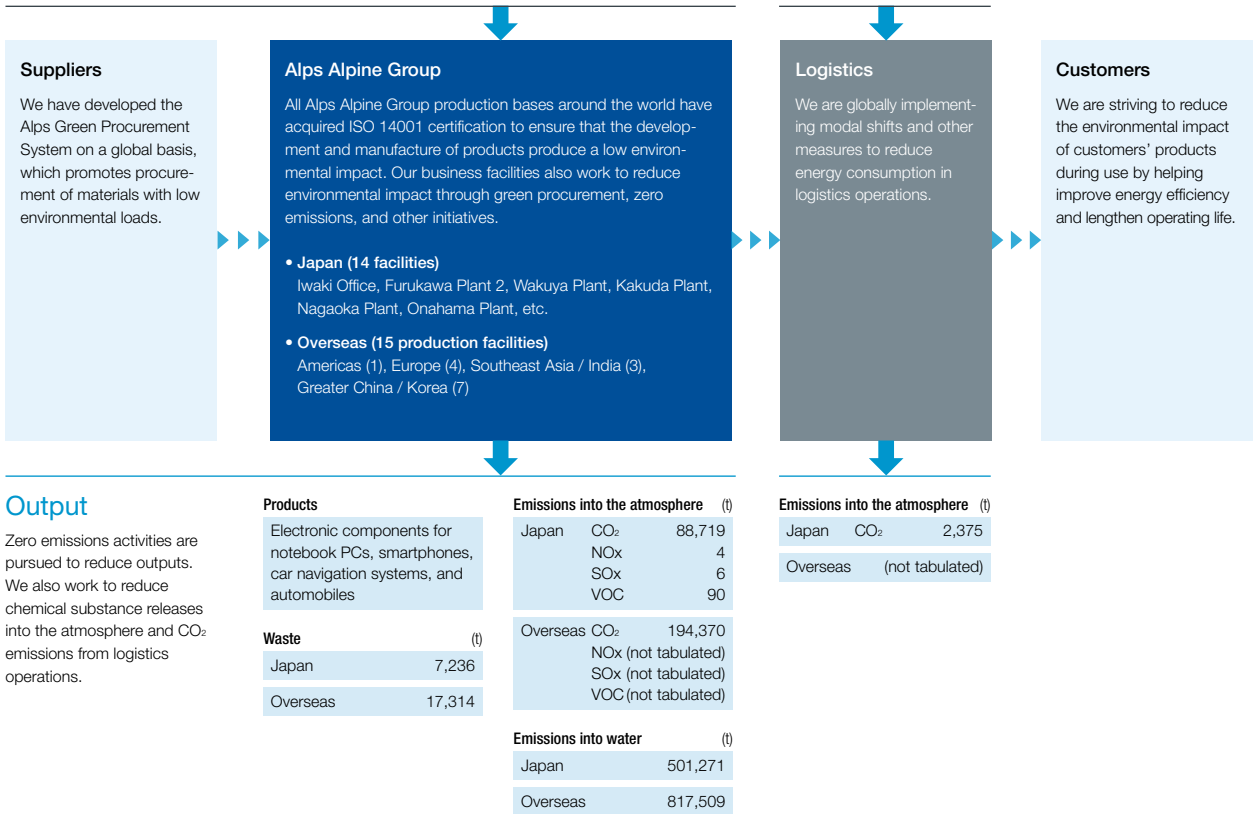 Suppliers
We have developed the
Alps Green Procurement
System on a global basis,
which promotes procure-
ment of materials with low
environmental loads.
Alps Alpine Group
All Alps Alpine Group production bases around the world have
acquired ISO 14001 certification to ensure that the develop-
ment and manufacture of products produce a low environ-
mental impact. Our business facilities also work to reduce
environmental impact through green procurement, zero
emissions, and other initiatives.
• Japan (14 facilities)
Iwaki Office, Furukawa Plant 2, Wakuya Plant, Kakuda Plant,
Nagaoka Plant, Onahama Plant, etc.
• Overseas (15 production facilities)
Americas (1), Europe (4), Southeast Asia / India (3),
Greater China / Korea (7)
Logistics
We are globally implement-
ing modal shifts and other
measures to reduce
energy consumption in
logistics operations.
Customers
We are striving to reduce
the environmental impact
of customers' products
during use by helping
improve energy efficiency
and lengthen operating life.
Output
Zero emissions activities are
pursued to reduce outputs.
We also work to reduce
chemical substance releases
into the atmosphere and CO₂
emissions from logistics
operations.
Products
Electronic components for
notebook PCs, smartphones,
car navigation systems, and
automobiles
Waste (t)
Japan 7,236
Overseas 17,314
Emissions into the atmosphere (t)
Japan CO₂ 88,719
NOx 4
SOx 6
VOC 90
Overseas CO₂ 194,370
NOx (not tabulated)
SOx (not tabulated)
VOC (not tabulated)
Emissions into water (t)
Japan 501,271
Overseas 817,509
Emissions into the atmosphere (t)
Japan CO₂ 2,375
Overseas (not tabulated)